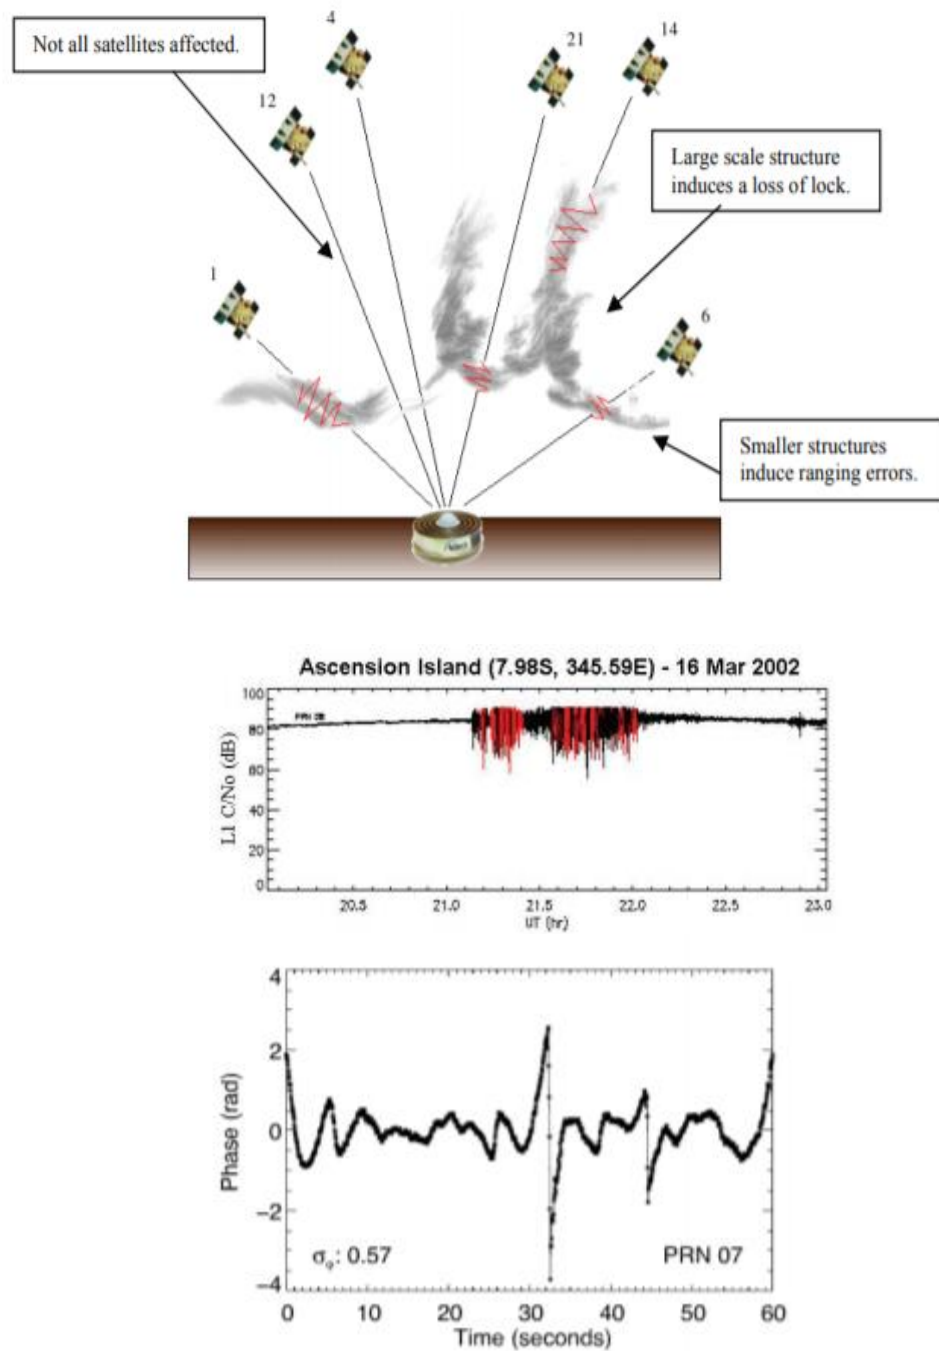 4
14
Not all satellites affected.
21
12
Large scale structure
induces a loss of lock.
1
6
Smaller structures
induce ranging errors.
Ascension Island (7.98S, 345.59E) - 16 Mar 2002
100
80
60
40
20
0
L1 C/No (dB)
20.5 21.0 21.5 22.0 22.5 23.0
UT (hr)
4
2
0
−2
−4
Phase (rad)
σφ: 0.57 PRN 07
0 10 20 30 40 50 60
Time (seconds)